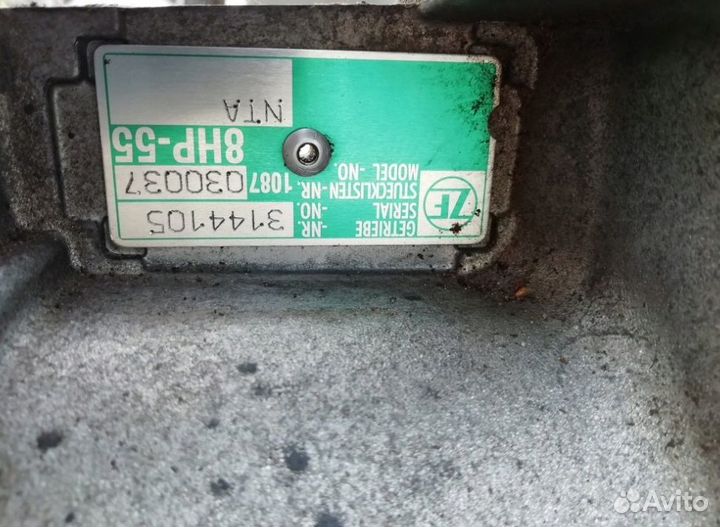 ZF
GETRIEBE -NR.
SERIAL -NO.
3144105
STUECKLISTEN-NR. 1087 030037
MODEL -NO.
8HP-55
NTA
Avito